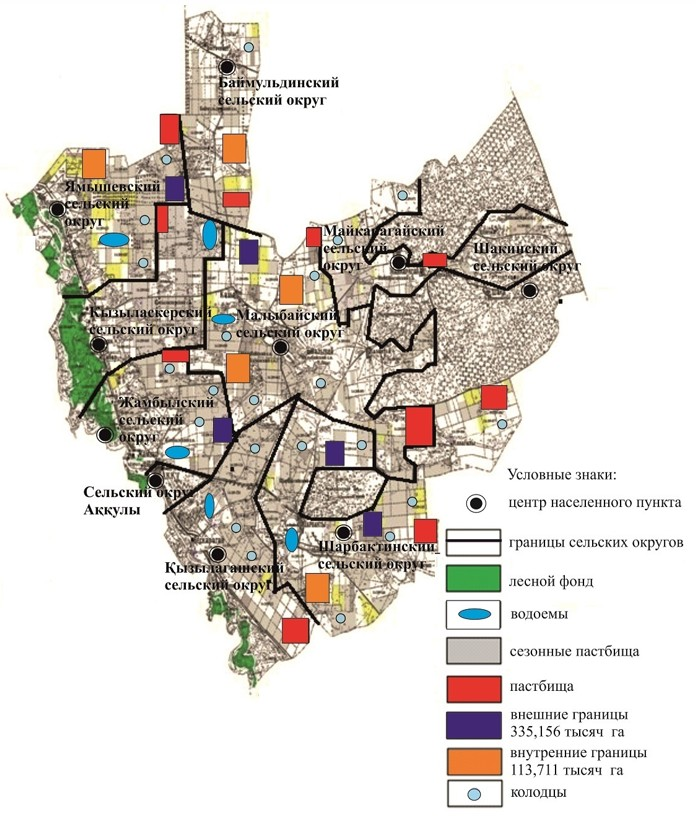 Баймульдинский
сельский округ
Ямышевский
сельский
округ
Майкарагайский
сельский
округ
Шакинский
сельский округ
Кызыласкерский
сельский округ
Малыбайский
сельский округ
Жамбылский
сельский
округ
Сельский округ
Аққулы
Қызылағашский
сельский округ
Шарбактинский
сельский округ
Условные знаки:
центр населенного пункта
границы сельских округов
лесной фонд
водоемы
сезонные пастбища
пастбища
внешние границы
335,156 тысяч га
внутренние границы
113,711 тысяч га
колодцы